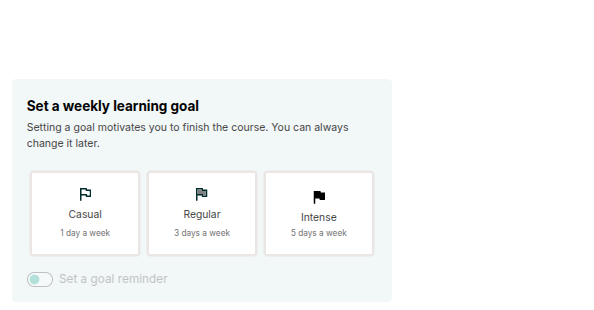 Set a weekly learning goal
Setting a goal motivates you to finish the course. You can always
change it later.
Casual
1 day a week
Regular
3 days a week
Intense
5 days a week
Set a goal reminder